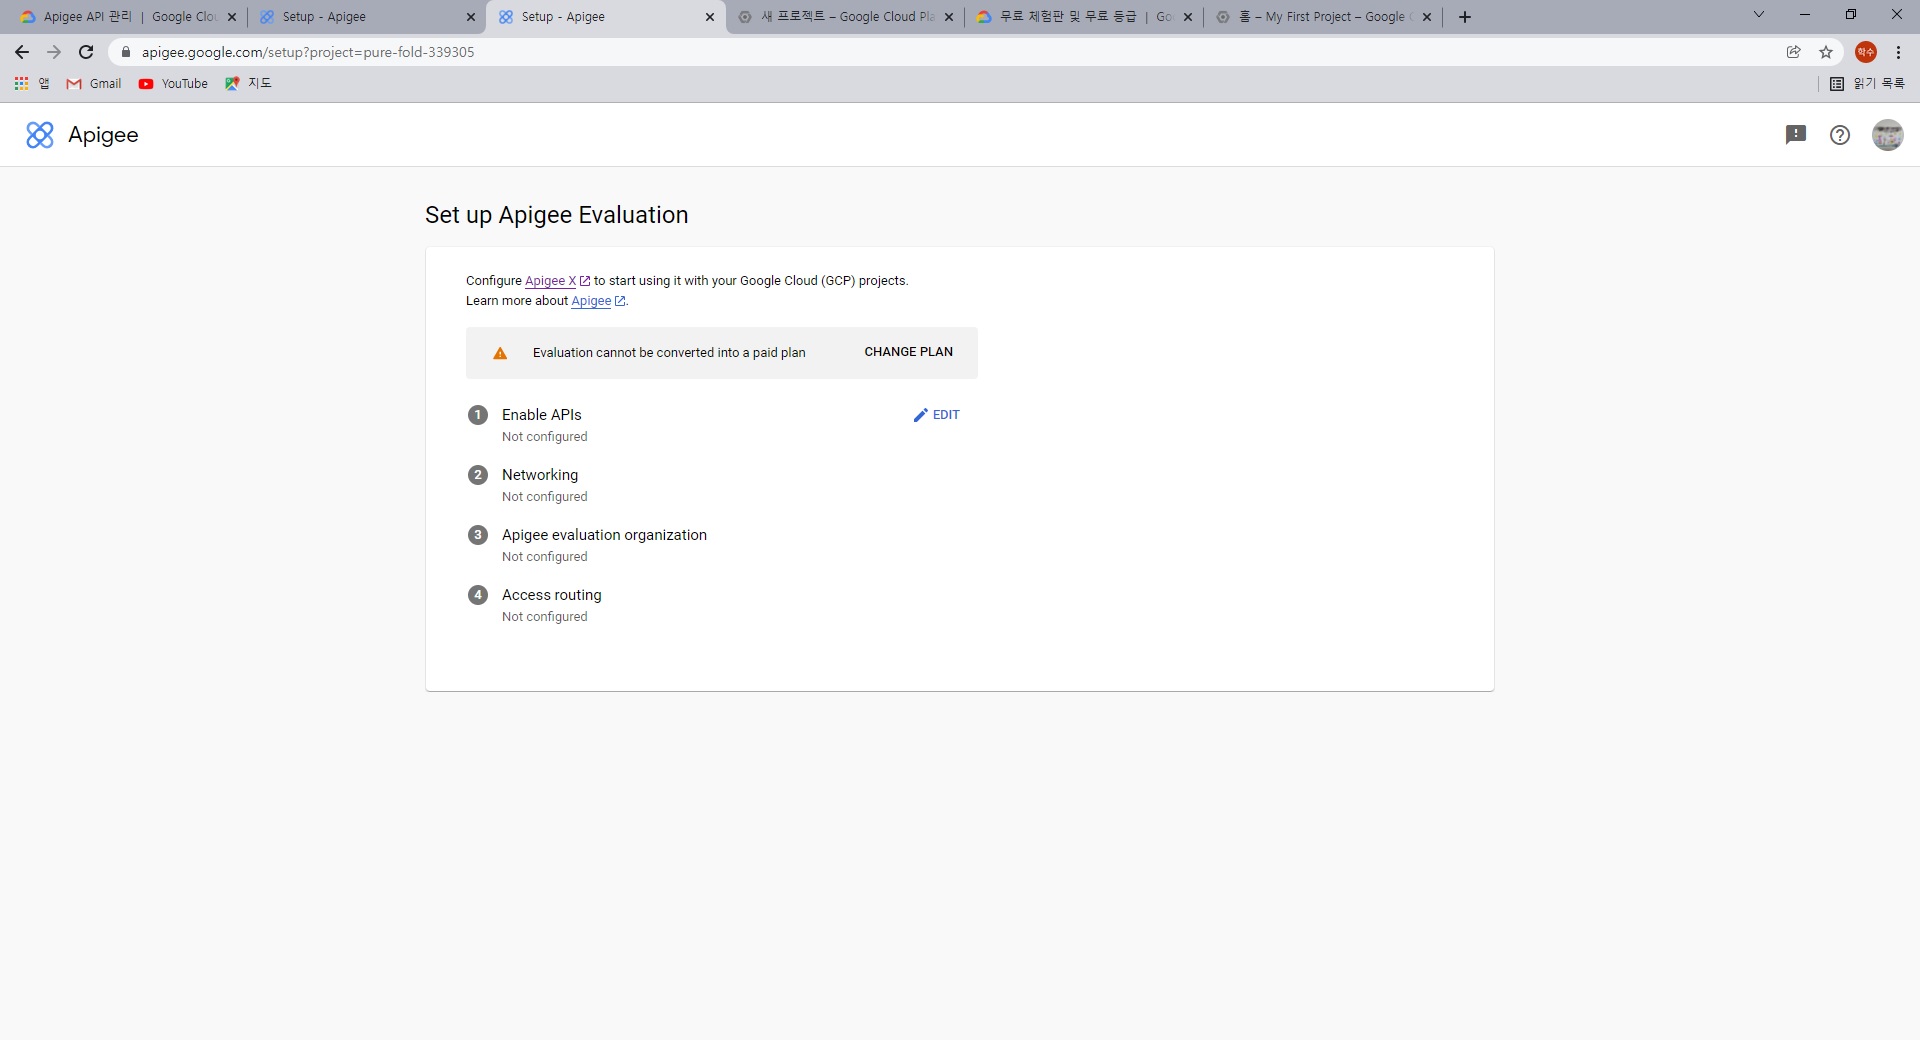 Apigee API 관리 | Google Clou
Setup - Apigee
Setup - Apigee
새 프로젝트 – Google Cloud Pla
무료 체험판 및 무료 등급 | Go
홈 – My First Project – Google C
apigee.google.com/setup?project=pure-fold-339305
학수
앱
Gmail
YouTube
지도
읽기 목록
Apigee
Set up Apigee Evaluation
Configure Apigee X to start using it with your Google Cloud (GCP) projects.
Learn more about Apigee.
Evaluation cannot be converted into a paid plan
CHANGE PLAN
1 Enable APIs
EDIT
Not configured
2 Networking
Not configured
3 Apigee evaluation organization
Not configured
4 Access routing
Not configured